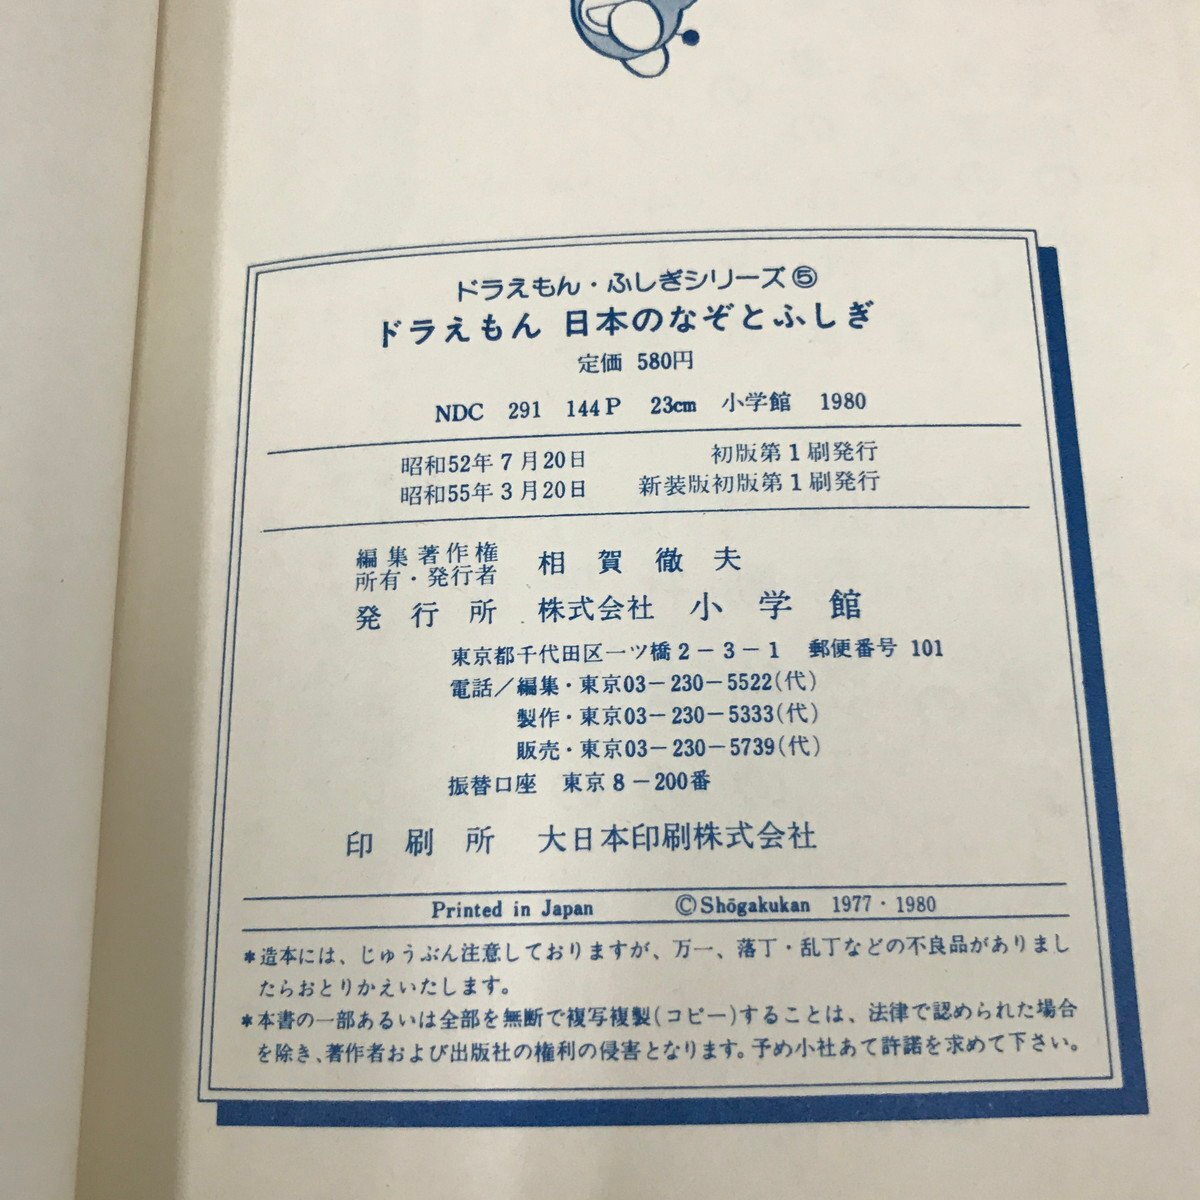 ドラえもん・ふしぎシリーズ⑤
ドラえもん 日本のなぞとふしぎ
定価 580円
NDC 291 144P 23cm 小学館 1980
昭和52年7月20日 初版第1刷発行
昭和55年3月20日 新装版初版第1刷発行
編集著作権
所有・発行者 相賀徹夫
発行所 株式会社 小学館
東京都千代田区一ツ橋2-3-1 郵便番号 101
電話/編集・東京03-230-5522(代)
製作・東京03-230-5333(代)
販売・東京03-230-5739(代)
振替口座 東京8-200番
印刷所 大日本印刷株式会社
Printed in Japan ©Shōgakukan 1977・1980
*造本には、じゅうぶん注意しておりますが、万一、落丁・乱丁などの不良品がありまし
たらおとりかえいたします。
*本書の一部あるいは全部を無断で複写複製(コピー)することは、法律で認められた場合
を除き、著作者および出版社の権利の侵害となります。予め小社あて許諾を求めて下さい。